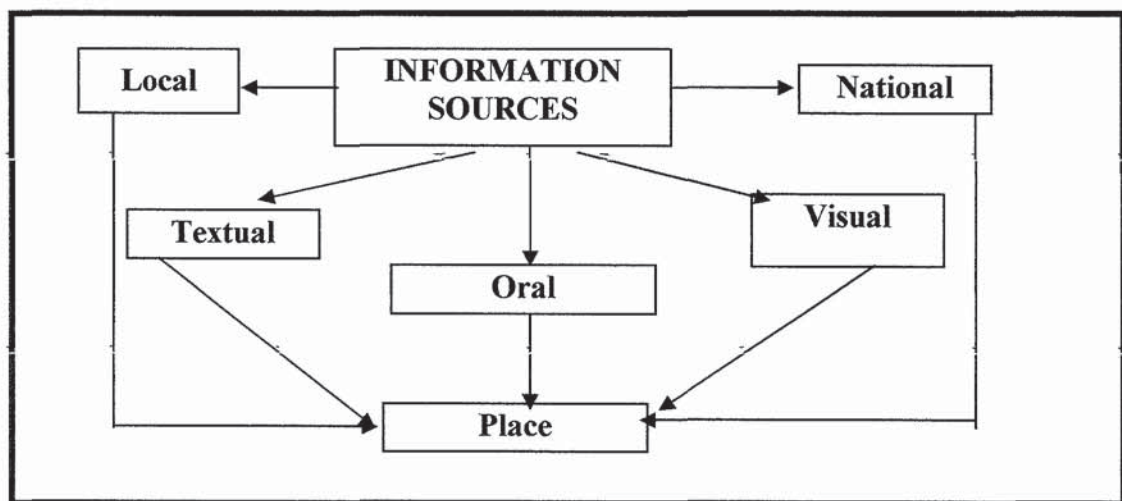 Local
INFORMATION
SOURCES
National
Textual
Visual
Oral
Place